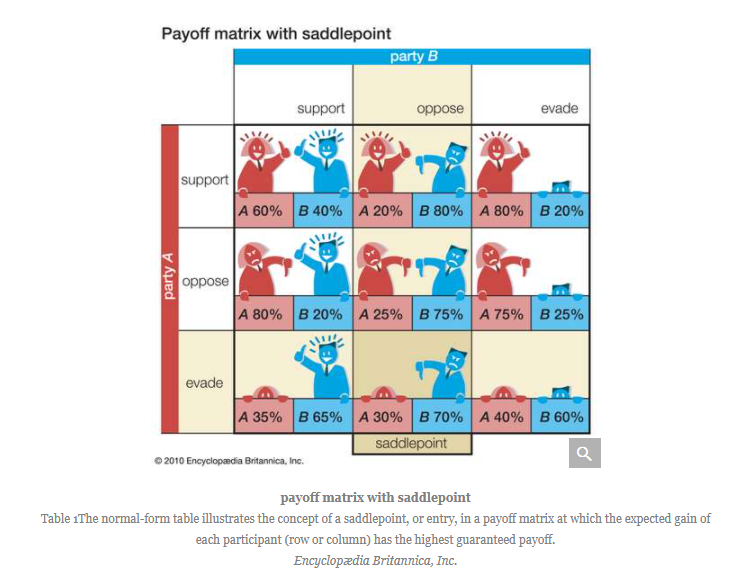 Payoff matrix with saddlepoint
party B
support oppose evade
party A
support
A 60% B 40% A 20% B 80% A 80% B 20%
oppose
A 80% B 20% A 25% B 75% A 75% B 25%
evade
A 35% B 65% A 30% B 70% A 40% B 60%
saddlepoint
© 2010 Encyclopædia Britannica, Inc.
payoff matrix with saddlepoint
Table 1The normal-form table illustrates the concept of a saddlepoint, or entry, in a payoff matrix at which the expected gain of
each participant (row or column) has the highest guaranteed payoff.
Encyclopædia Britannica, Inc.